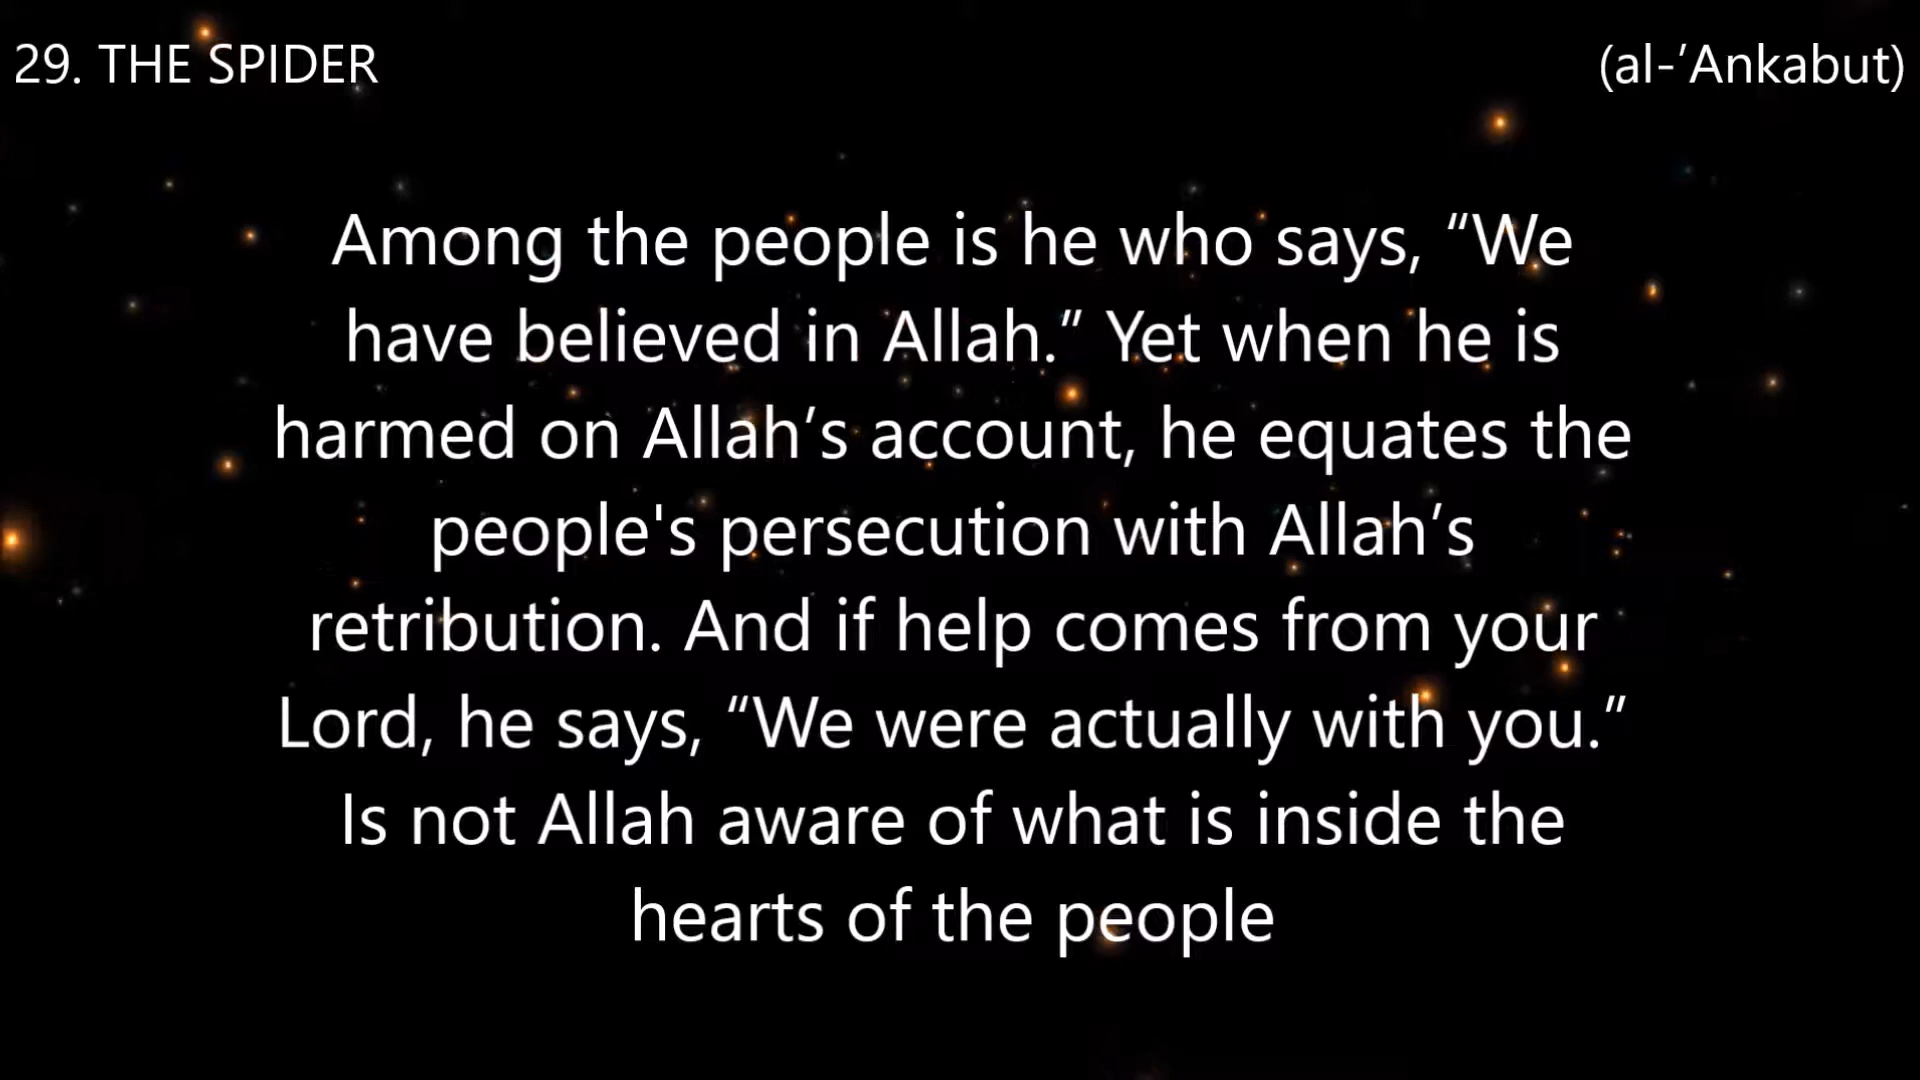 29. THE SPIDER
(al-’Ankabut)
Among the people is he who says, “We
have believed in Allah.” Yet when he is
harmed on Allah’s account, he equates the
people's persecution with Allah’s
retribution. And if help comes from your
Lord, he says, “We were actually with you.”
Is not Allah aware of what is inside the
hearts of the people